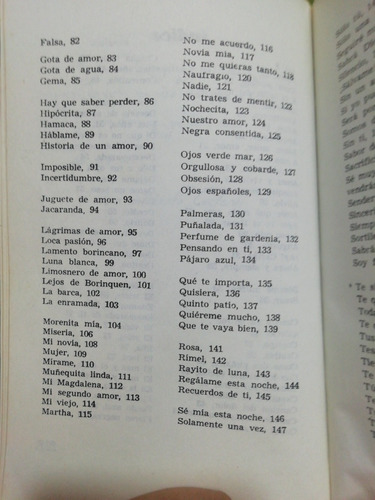 Falsa, 82
Gota de amor, 83
Gota de agua, 84
Gema, 85
Hay que saber perder, 86
Hipócrita, 87
Hamaca, 88
Háblame, 89
Historia de un amor, 90
Imposible, 91
Incertidumbre, 92
Juguete de amor, 93
Jacaranda, 94
Lágrimas de amor, 95
Loca pasión, 96
Lamento borincano, 97
Luna blanca, 99
Limosnero de amor, 100
Lejos de Borinquen, 101
La barca, 102
La enramada, 103
Morenita mia, 104
Miseria, 106
Mi novia, 108
Mujer, 109
Mirame, 110
Muñequita linda, 111
Mi Magdalena, 112
Mi segundo amor, 113
Mi viejo, 114
Martha, 115
No me acuerdo, 116
Novia mia, 117
No me quieras tanto, 118
Naufragio, 120
Nadie, 121
No trates de mentir, 122
Nochecita, 123
Nuestro amor, 124
Negra consentida, 125
Ojos verde mar, 126
Orgullosa y cobarde, 127
Obsesión, 128
Ojos españoles, 129
Palmeras, 130
Puñalada, 131
Perfume de gardenia, 132
Pensando en ti, 133
Pájaro azul, 134
Qué te importa, 135
Quisiera, 136
Quinto patio, 137
Quiéreme mucho, 138
Que te vaya bien, 139
Rosa, 141
Rimel, 142
Rayito de luna, 143
Regálame esta noche, 144
Recuerdos de ti, 145
Sé mía esta noche, 146
Solamente una vez, 147